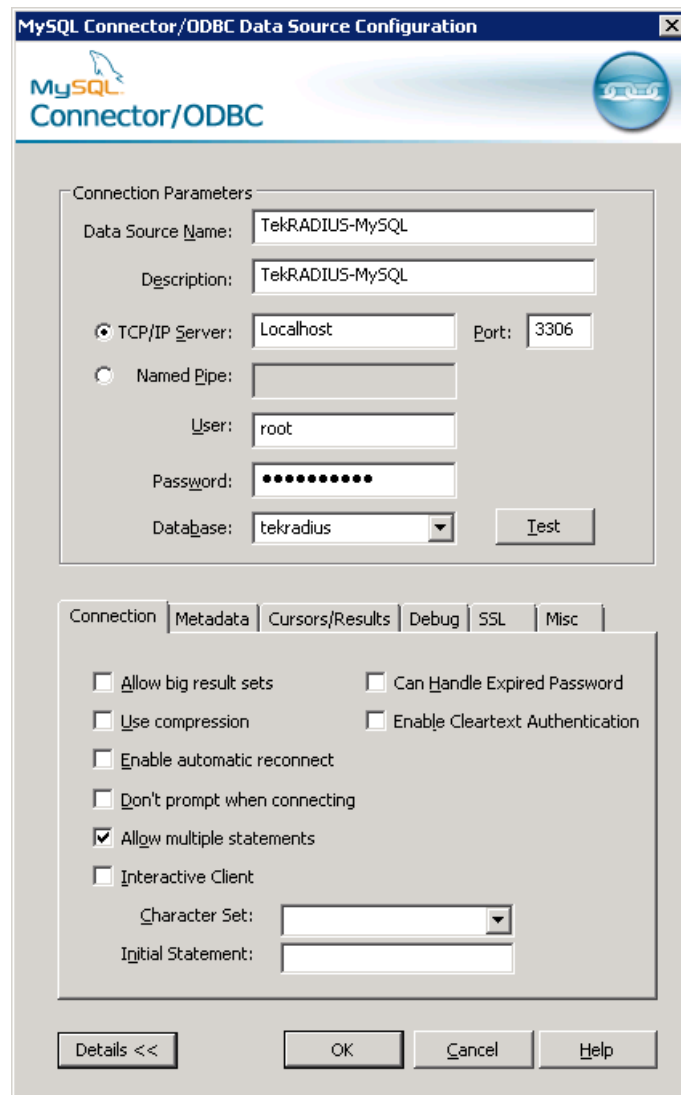 MySQL Connector/ODBC Data Source Configuration
MySQL
Connector/ODBC
Connection Parameters
Data Source Name: TekRADIUS-MySQL
Description: TekRADIUS-MySQL
TCP/IP Server: Localhost Port: 3306
Named Pipe:
User: root
Password: ●●●●●●●●●●
Database: tekradius Test
Connection Metadata Cursors/Results Debug SSL Misc
Allow big result sets Can Handle Expired Password
Use compression Enable Cleartext Authentication
Enable automatic reconnect
Don't prompt when connecting
Allow multiple statements
Interactive Client
Character Set:
Initial Statement:
Details << OK Cancel Help